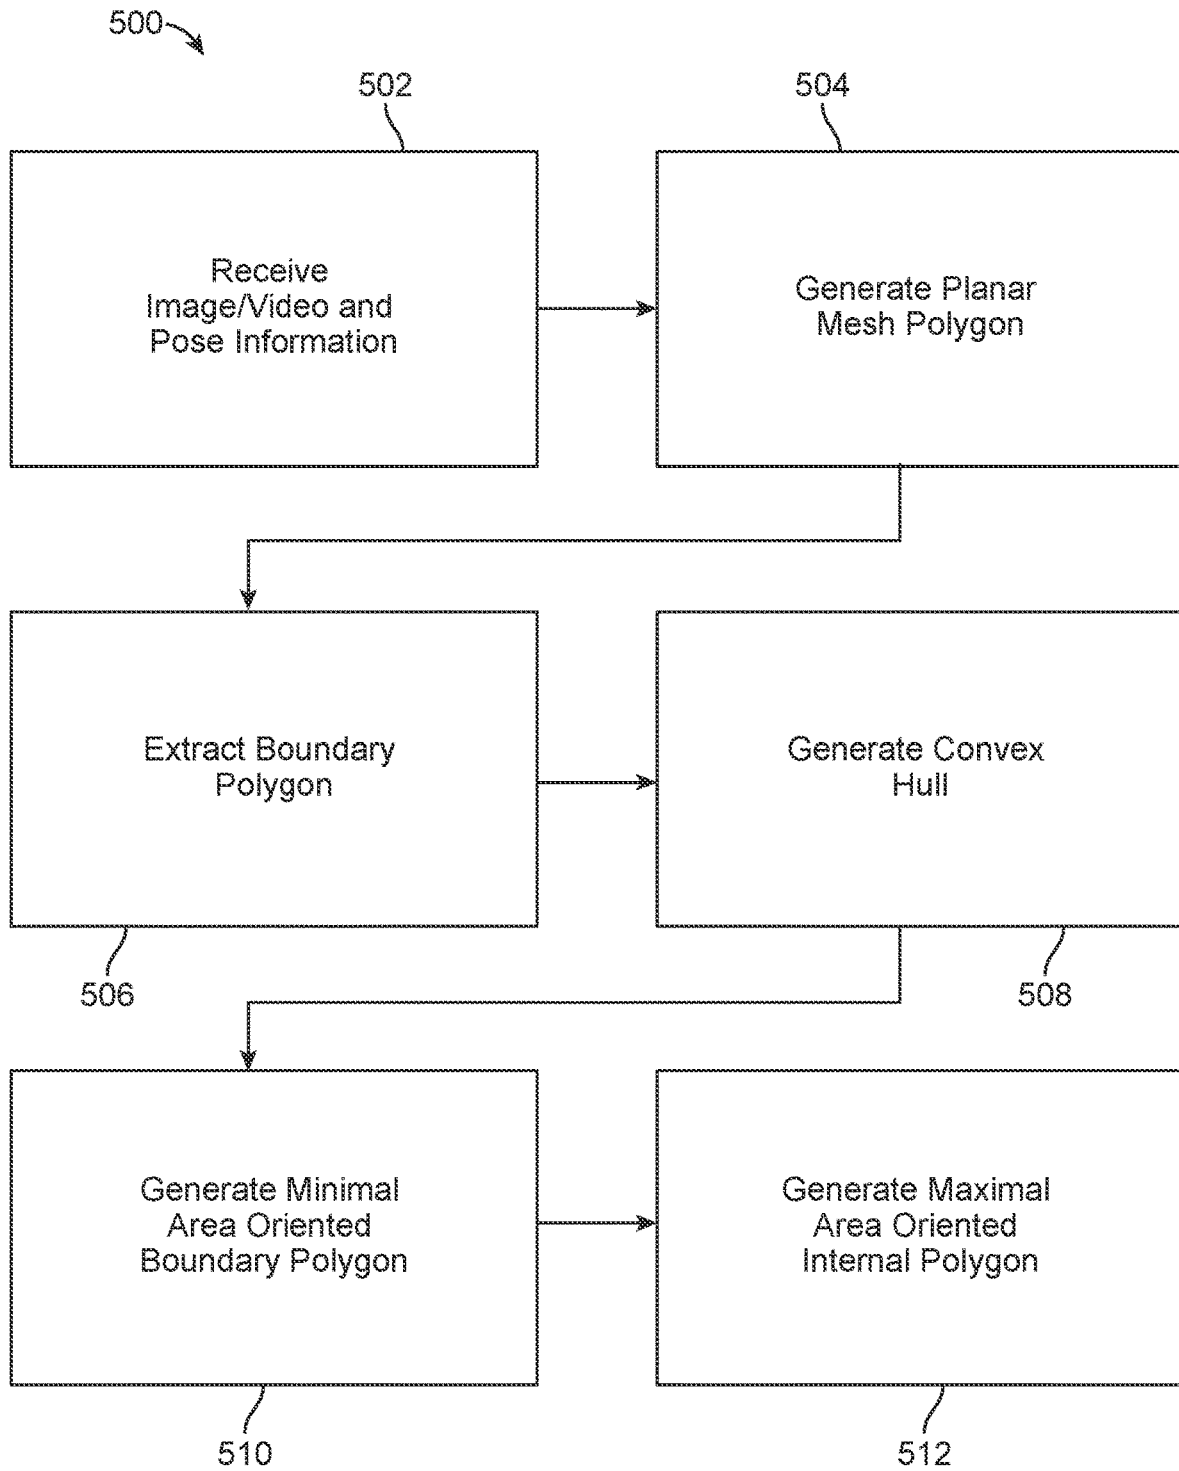 500
502
504
Receive
Image/Video and
Pose Information
Generate Planar
Mesh Polygon
Extract Boundary
Polygon
Generate Convex
Hull
506
508
Generate Minimal
Area Oriented
Boundary Polygon
Generate Maximal
Area Oriented
Internal Polygon
510
512